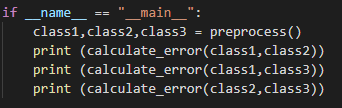 if __name__ == "__main__":
    class1,class2,class3 = preprocess()
    print (calculate_error(class1,class2))
    print (calculate_error(class1,class3))
    print (calculate_error(class2,class3))